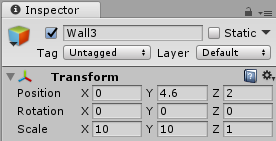 Inspector
Wall3 Static
Tag Untagged Layer Default
Transform
Position X 0 Y 4.6 Z 2
Rotation X 0 Y 0 Z 0
Scale X 10 Y 10 Z 1